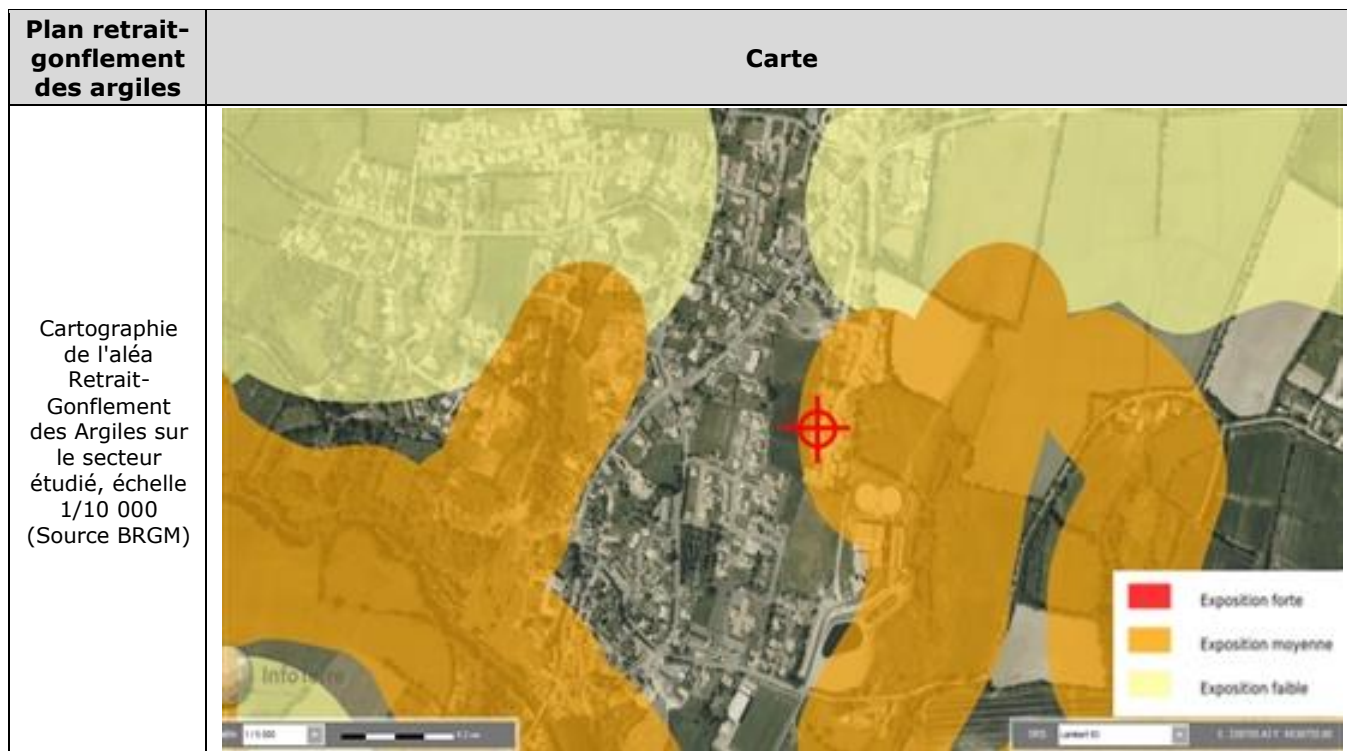 Plan retrait-
gonflement
des argiles
Carte
Cartographie
de l'aléa
Retrait-
Gonflement
des Argiles sur
le secteur
étudié, échelle
1/10 000
(Source BRGM)
InfoTerre
Exposition forte
Exposition moyenne
Exposition faible